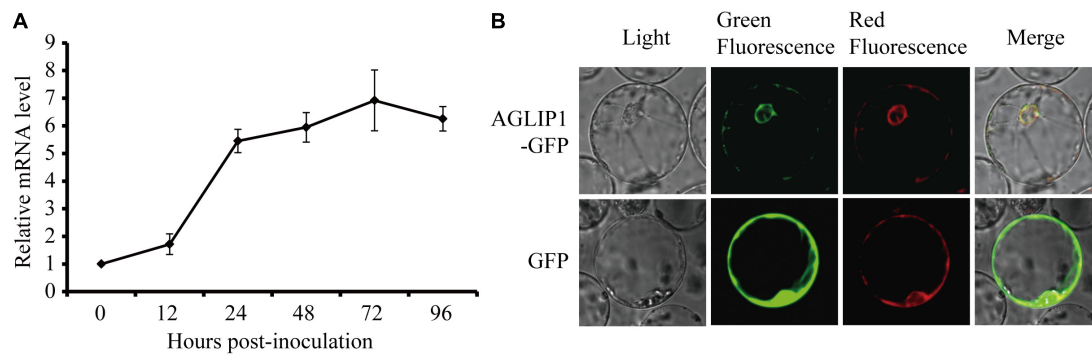 A
Relative mRNA level
9
8
7
6
5
4
3
2
1
0
0 12 24 48 72 96
Hours post-inoculation
B
Light
Green
Fluorescence
Red
Fluorescence
Merge
AGLIP1
-GFP
GFP